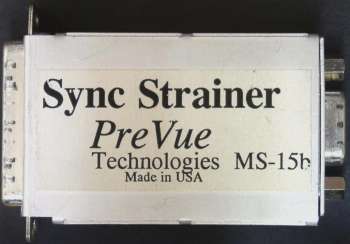 Sync Strainer
PreVue
Technologies MS-15b
Made in USA